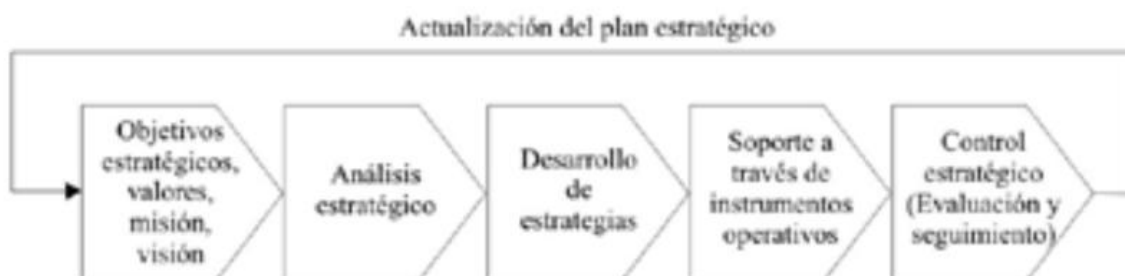 Actualización del plan estratégico
Objetivos
estratégicos,
valores,
misión,
visión
Análisis
estratégico
Desarrollo
de
estrategias
Soporte a
través de
instrumentos
operativos
Control
estratégico
(Evaluación y
seguimiento)